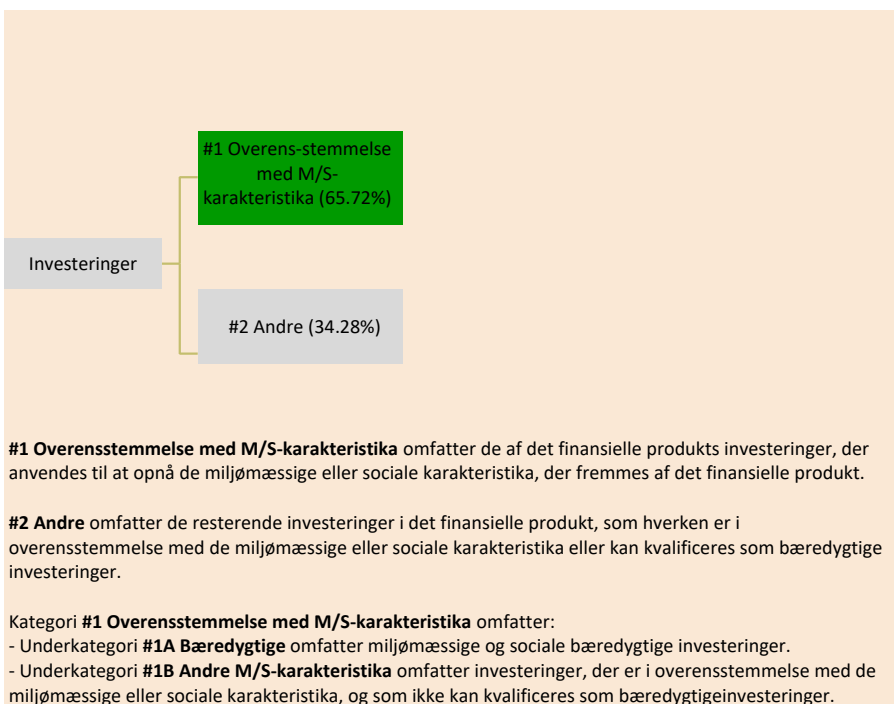 #1 Overens-stemmelse
med M/S-
karakteristika (65.72%)
Investeringer
#2 Andre (34.28%)
#1 Overensstemmelse med M/S-karakteristika omfatter de af det finansielle produkts investeringer, der
anvendes til at opnå de miljømæssige eller sociale karakteristika, der fremmes af det finansielle produkt.
#2 Andre omfatter de resterende investeringer i det finansielle produkt, som hverken er i
overensstemmelse med de miljømæssige eller sociale karakteristika eller kan kvalificeres som bæredygtige
investeringer.
Kategori #1 Overensstemmelse med M/S-karakteristika omfatter:
- Underkategori #1A Bæredygtige omfatter miljømæssige og sociale bæredygtige investeringer.
- Underkategori #1B Andre M/S-karakteristika omfatter investeringer, der er i overensstemmelse med de
miljømæssige eller sociale karakteristika, og som ikke kan kvalificeres som bæredygtigeinvesteringer.